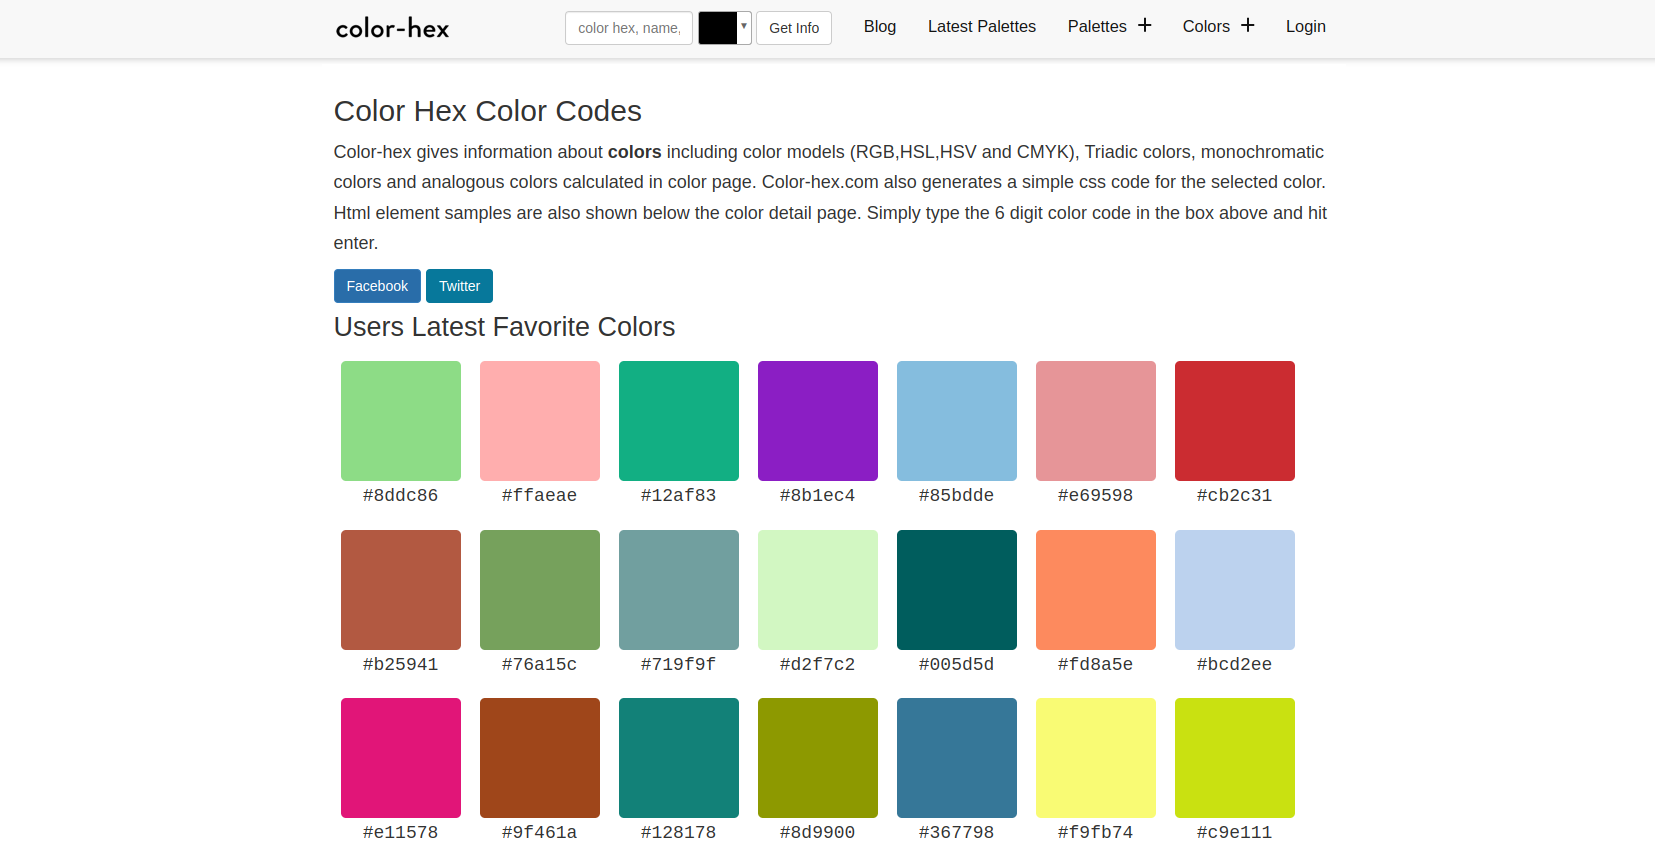 color-hex
color hex, name,
Get Info
Blog
Latest Palettes
Palettes +
Colors +
Login
Color Hex Color Codes
Color-hex gives information about colors including color models (RGB,HSL,HSV and CMYK), Triadic colors, monochromatic
colors and analogous colors calculated in color page. Color-hex.com also generates a simple css code for the selected color.
Html element samples are also shown below the color detail page. Simply type the 6 digit color code in the box above and hit
enter.
Facebook Twitter
Users Latest Favorite Colors
#8ddc86 #ffaeae #12af83 #8b1ec4 #85bdde #e69598 #cb2c31
#b25941 #76a15c #719f9f #d2f7c2 #005d5d #fd8a5e #bcd2ee
#e11578 #9f461a #128178 #8d9900 #367798 #f9fb74 #c9e111